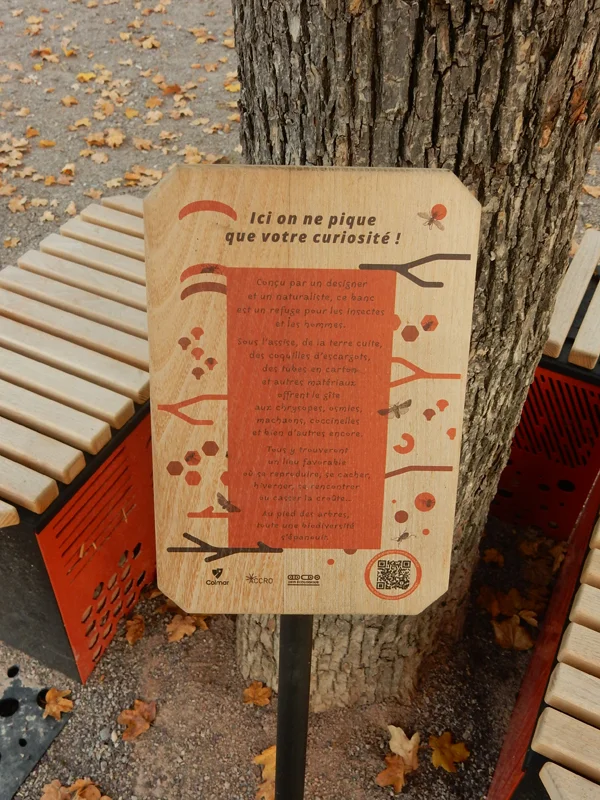 Ici on ne pique
que votre curiosité !
Conçu par un designer
et un naturaliste, ce banc
est un refuge pour les insectes
et les hommes.
Sous l'assise, de la terre cuite,
des coquilles d'escargots,
des tubes en carton
et autres matériaux
offrent le gîte
aux chrysopes, osmies,
machaons, coccinelles
et bien d'autres encore.
Tous y trouveront
un lieu favorable
où se reproduire, se cacher,
hiverner, se rencontrer
ou casser la croûte...
Au pied des arbres,
toute une biodiversité
s'épanouit.
Colmar
CCRO